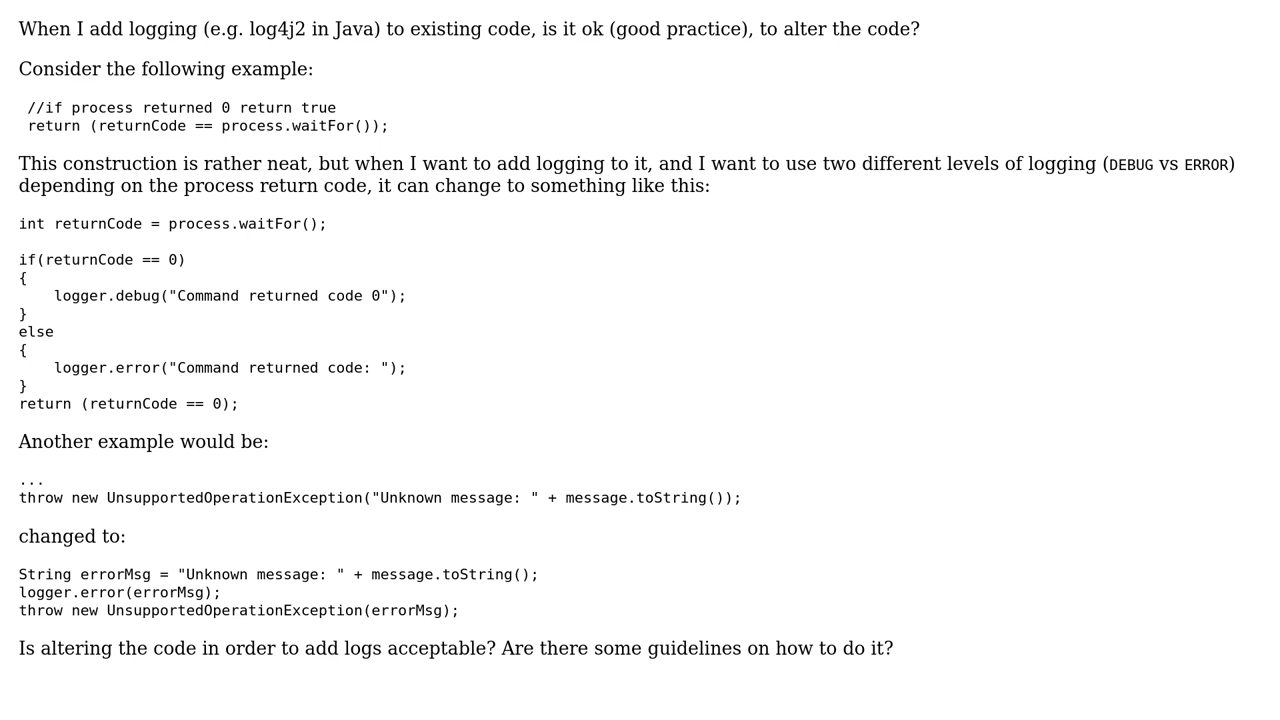 When I add logging (e.g. log4j2 in Java) to existing code, is it ok (good practice), to alter the code?
Consider the following example:
//if process returned 0 return true
return (returnCode == process.waitFor());
This construction is rather neat, but when I want to add logging to it, and I want to use two different levels of logging (DEBUG vs ERROR)
depending on the process return code, it can change to something like this:
int returnCode = process.waitFor();
if(returnCode == 0)
{
    logger.debug("Command returned code 0");
}
else
{
    logger.error("Command returned code: ");
}
return (returnCode == 0);
Another example would be:
...
throw new UnsupportedOperationException("Unknown message: " + message.toString());
changed to:
String errorMsg = "Unknown message: " + message.toString();
logger.error(errorMsg);
throw new UnsupportedOperationException(errorMsg);
Is altering the code in order to add logs acceptable? Are there some guidelines on how to do it?